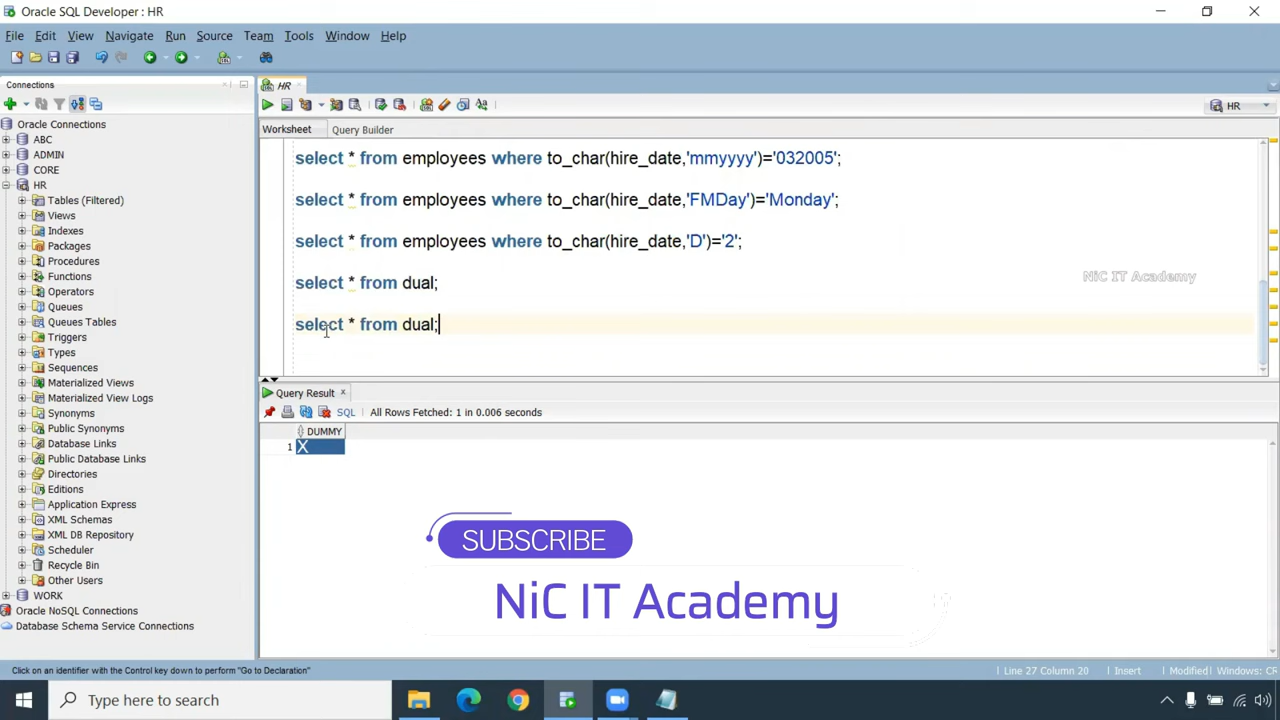 Oracle SQL Developer : HR
File Edit View Navigate Run Source Team Tools Window Help
Connections
Oracle Connections
ABC
ADMIN
CORE
HR
Tables (Filtered)
Views
Indexes
Packages
Procedures
Functions
Operators
Queues
Queues Tables
Triggers
Types
Sequences
Materialized Views
Materialized View Logs
Synonyms
Public Synonyms
Database Links
Public Database Links
Directories
Editions
Application Express
XML Schemas
XML DB Repository
Scheduler
Recycle Bin
Other Users
WORK
Oracle NoSQL Connections
Database Schema Service Connections
HR
HR
Worksheet Query Builder
select * from employees where to_char(hire_date,'mmyyyy')='032005';
select * from employees where to_char(hire_date,'FMDay')='Monday';
select * from employees where to_char(hire_date,'D')='2';
select * from dual;
NiC IT Academy
select * from dual;
Query Result
SQL | All Rows Fetched: 1 in 0.006 seconds
DUMMY
1 X
SUBSCRIBE
NiC IT Academy
Click on an identifier with the Control key down to perform "Go to Declaration"
Line 27 Column 20 | Insert | Modified | Windows: CR
Type here to search